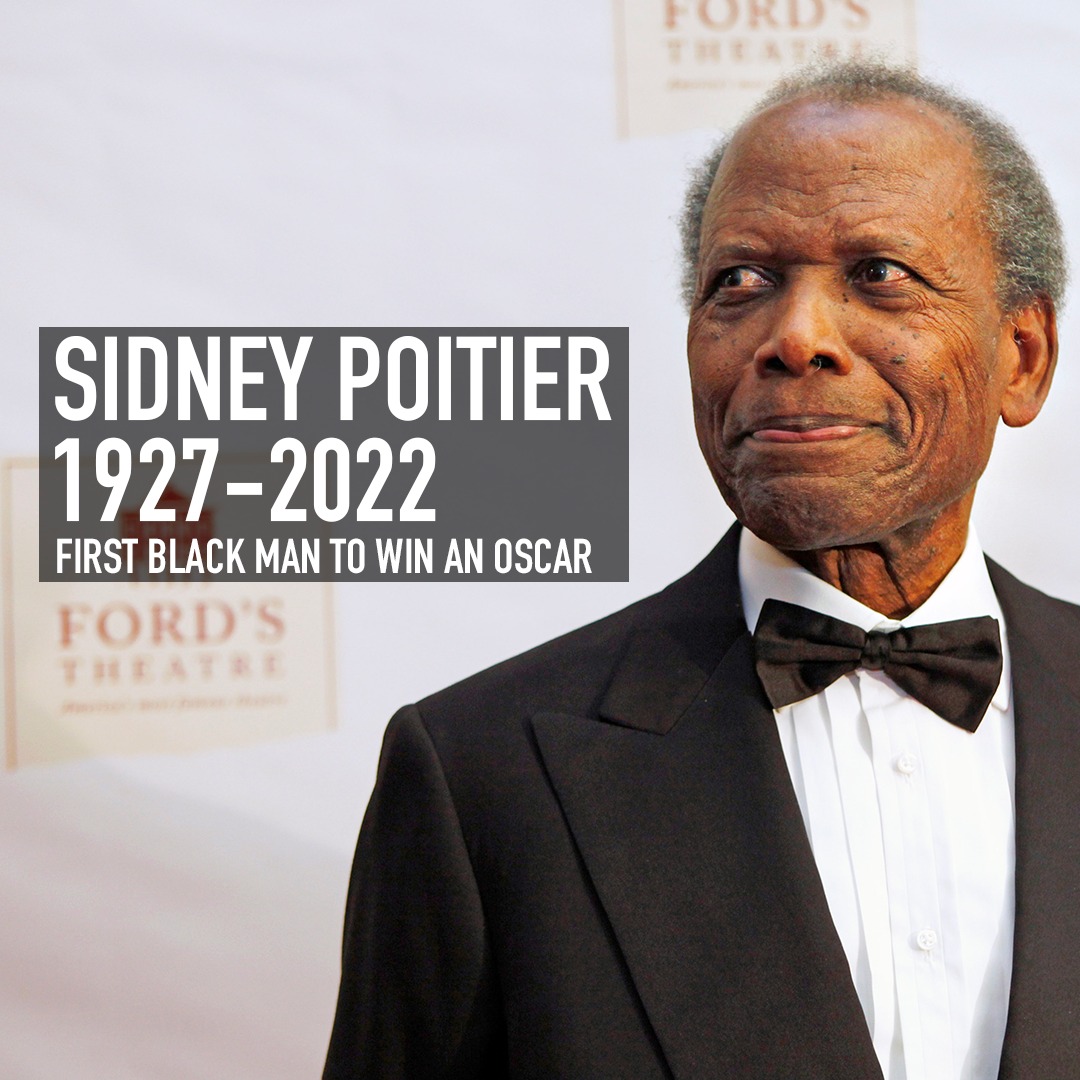 FORD'S
THEATRE
SIDNEY POITIER
1927-2022
FIRST BLACK MAN TO WIN AN OSCAR
FORD'S
THEATRE